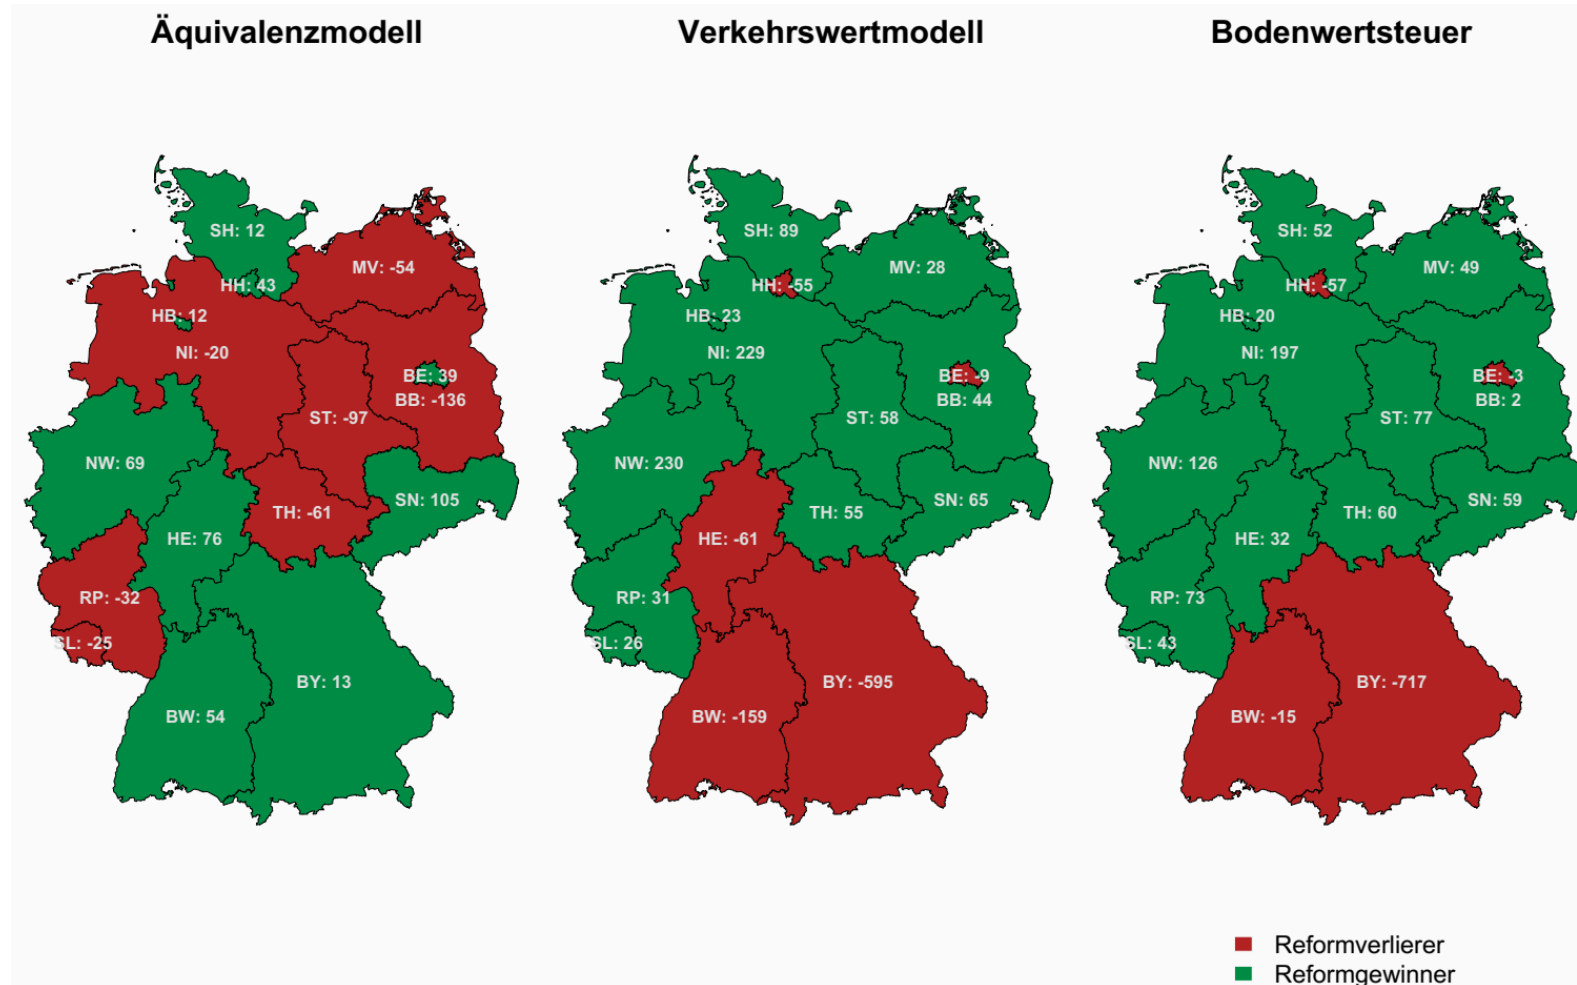 Äquivalenzmodell
SH: 12
MV: -54
HH: 43
HB: 12
NI: -20
BE: 39
BB: -136
ST: -97
NW: 69
SN: 105
TH: -61
HE: 76
RP: -32
SL: -25
BY: 13
BW: 54
Verkehrswertmodell
SH: 89
MV: 28
HH: -55
HB: 23
NI: 229
BE: -9
BB: 44
ST: 58
NW: 230
SN: 65
TH: 55
HE: -61
RP: 31
SL: 26
BY: -595
BW: -159
Bodenwertsteuer
SH: 52
MV: 49
HH: -57
HB: 20
NI: 197
BE: -3
BB: 2
ST: 77
NW: 126
SN: 59
TH: 60
HE: 32
RP: 73
SL: 43
BY: -717
BW: -15
Reformverlierer
Reformgewinner